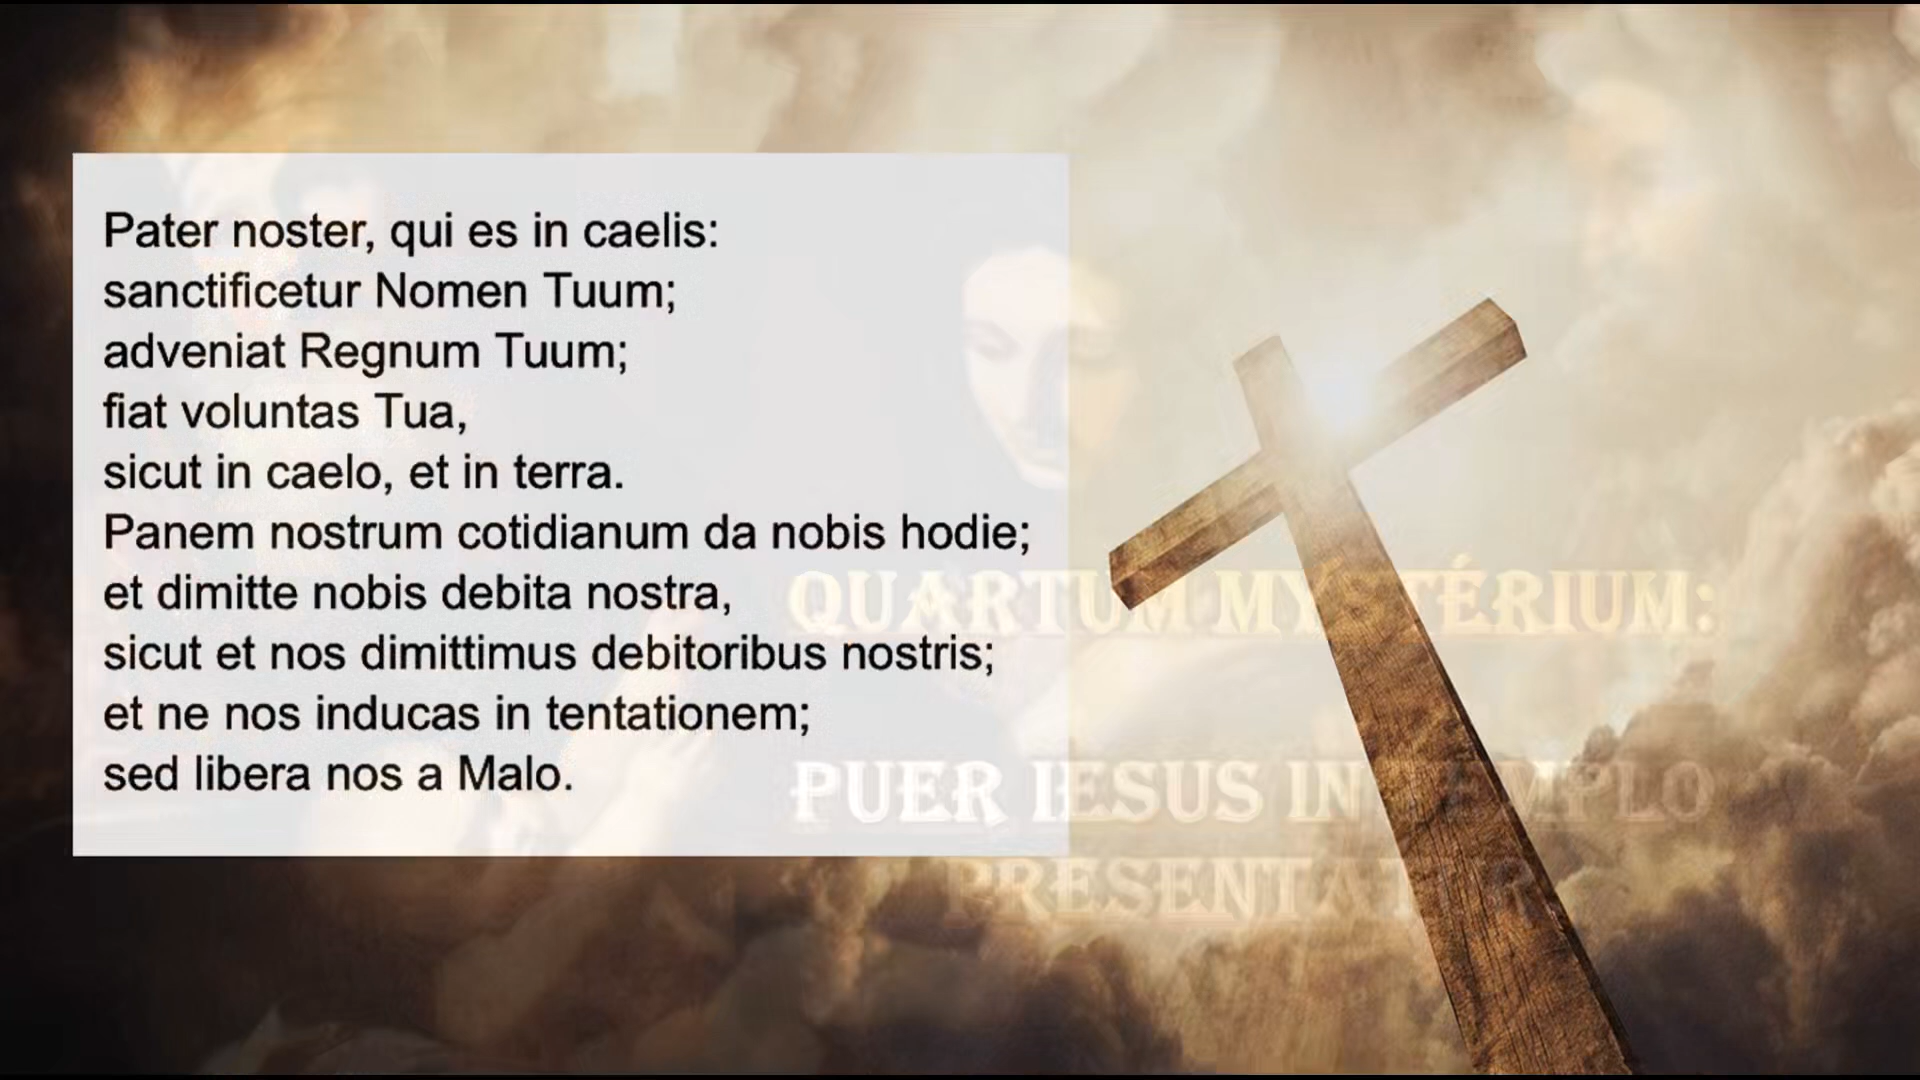 Pater noster, qui es in caelis:
sanctificetur Nomen Tuum;
adveniat Regnum Tuum;
fiat voluntas Tua,
sicut in caelo, et in terra.
Panem nostrum cotidianum da nobis hodie;
et dimitte nobis debita nostra,
sicut et nos dimittimus debitoribus nostris;
et ne nos inducas in tentationem;
sed libera nos a Malo.
QUARTUM MYSTÉRIUM:
PUER IESUS IN TEMPLO
PRESENTATUR